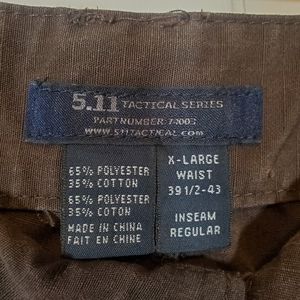 5.11 TACTICAL SERIES
PART NUMBER: 74003
WWW.511TACTICAL.COM
65% POLYESTER
35% COTTON
65% POLYESTER
35% COTON
MADE IN CHINA
FAIT EN CHINE
X-LARGE
WAIST
39 1/2-43
INSEAM
REGULAR